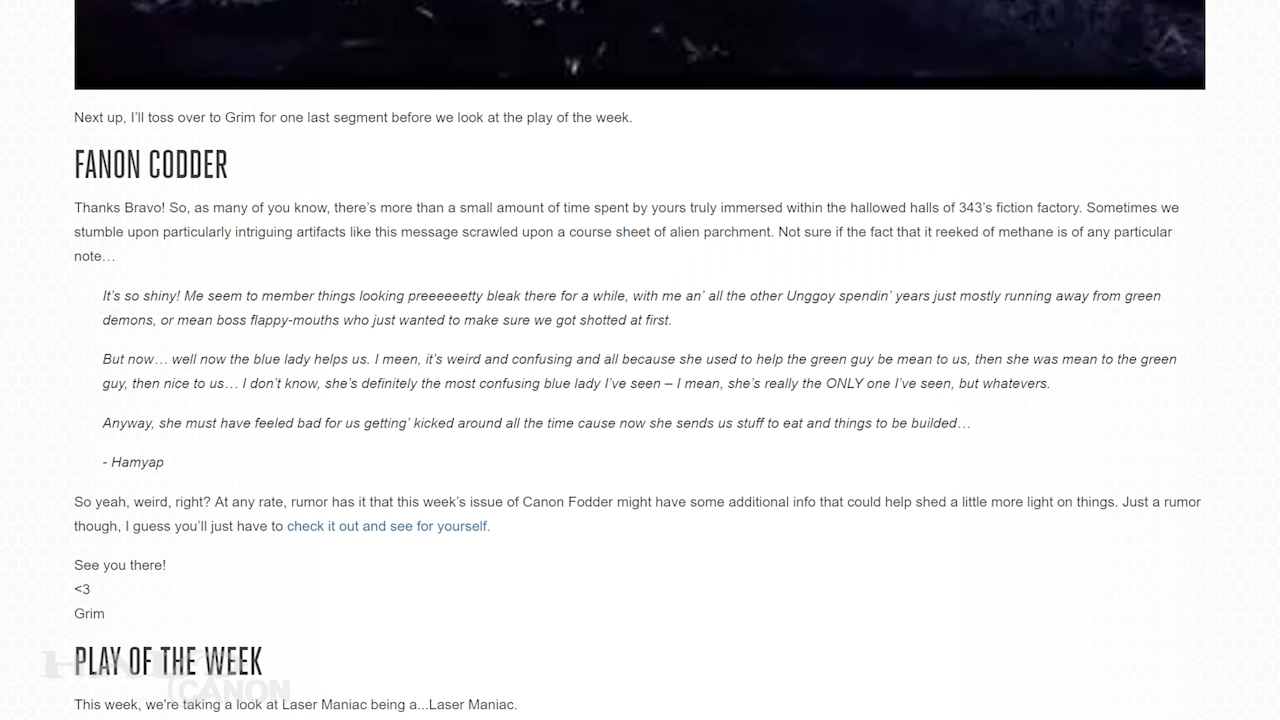 Next up, I'll toss over to Grim for one last segment before we look at the play of the week.
FANON CODDER
Thanks Bravo! So, as many of you know, there's more than a small amount of time spent by yours truly immersed within the hallowed halls of 343's fiction factory. Sometimes we
stumble upon particularly intriguing artifacts like this message scrawled upon a course sheet of alien parchment. Not sure if the fact that it reeked of methane is of any particular
note…
It's so shiny! Me seem to member things looking preeeeeetty bleak there for a while, with me an' all the other Unggoy spendin' years just mostly running away from green
demons, or mean boss flappy-mouths who just wanted to make sure we got shotted at first.
But now… well now the blue lady helps us. I meen, it's weird and confusing and all because she used to help the green guy be mean to us, then she was mean to the green
guy, then nice to us… I don't know, she's definitely the most confusing blue lady I've seen – I mean, she's really the ONLY one I've seen, but whatevers.
Anyway, she must have feeled bad for us getting' kicked around all the time cause now she sends us stuff to eat and things to be builded…
- Hamyap
So yeah, weird, right? At any rate, rumor has it that this week's issue of Canon Fodder might have some additional info that could help shed a little more light on things. Just a rumor
though, I guess you'll just have to check it out and see for yourself.
See you there!
<3
Grim
PLAY OF THE WEEK
CANON
This week, we're taking a look at Laser Maniac being a...Laser Maniac.